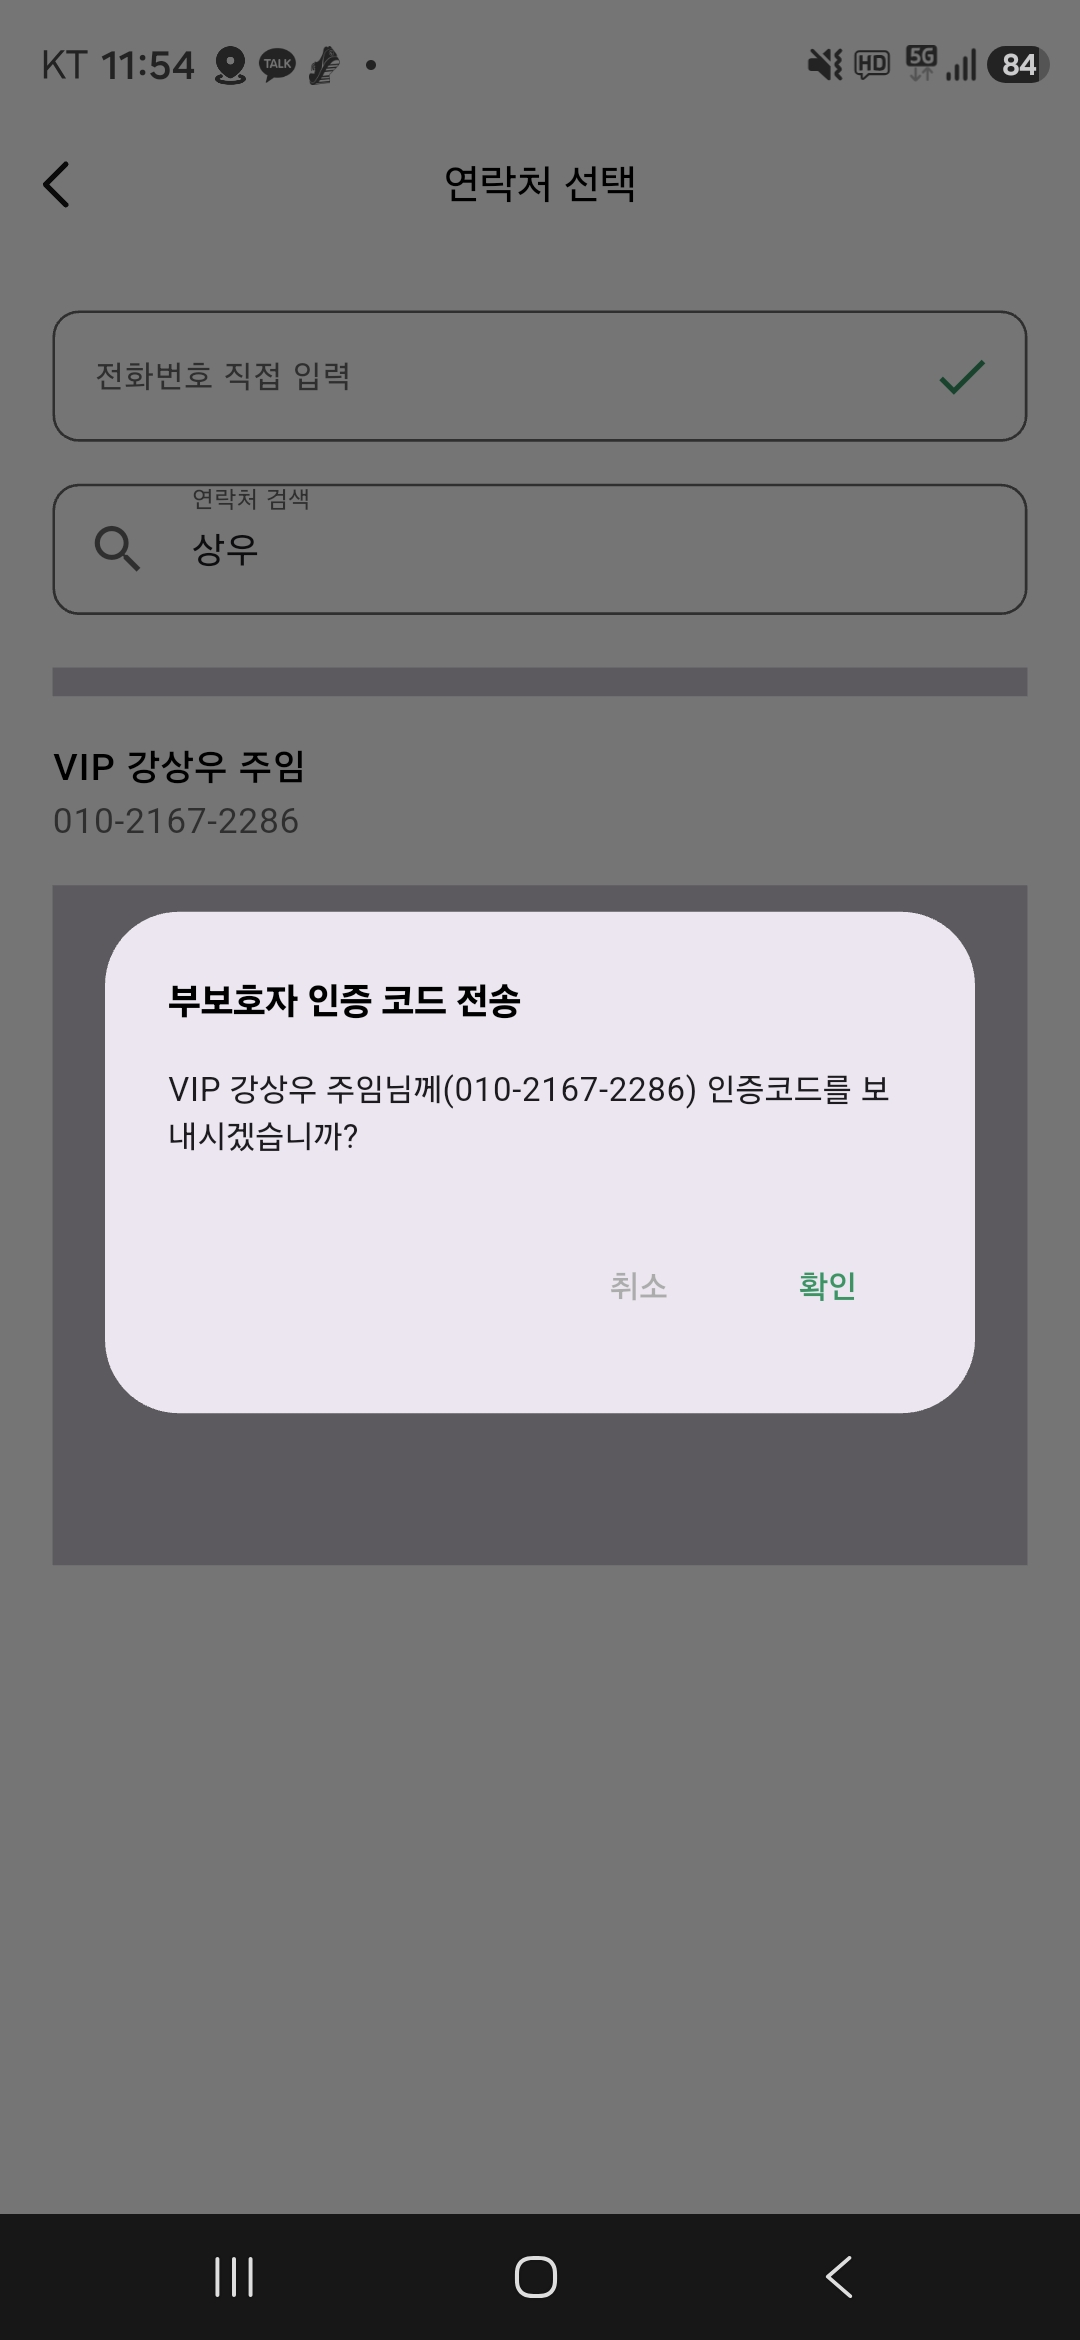 KT 11:54 TALK HD 5G 84
연락처 선택
전화번호 직접 입력
연락처 검색
상우
VIP 강상우 주임
010-2167-2286
부보호자 인증 코드 전송
VIP 강상우 주임님께(010-2167-2286) 인증코드를 보
내시겠습니까?
취소 확인